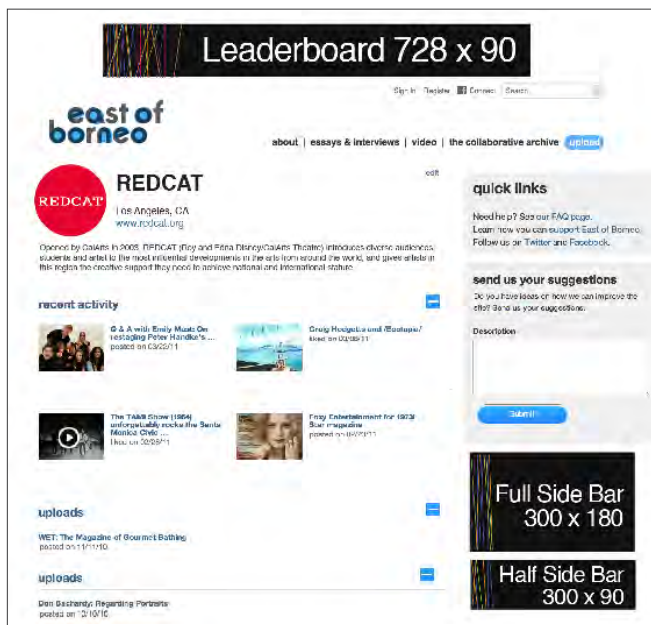 Leaderboard 728 x 90
Sign In Register Connect Search
east of
borneo
about | essays & interviews | video | the collaborative archive upload
REDCAT
REDCAT
edit
Los Angeles, CA
www.redcat.org
Opened by CalArts in 2003, REDCAT (Roy and Edna Disney/CalArts Theatre) introduces diverse audiences,
students and artist to the most influential developments in the arts from around the world, and gives artists in
this region the creative support they need to achieve national and international stature.
recent activity
Q & A with Emily Mast: On
restaging Peter Handke's ...
posted on 03/22/11
Craig Hodgetts and
liked on 03/08/11
The TAMI Show (1964)
unforgettably rocks the Santa
Monica Civic ...
liked on 02/28/11
Foxy Entertainment for 1973!
Star magazine
posted on 02/23/11
uploads
WET: The Magazine of Gourmet Bathing
posted on 11/11/10
uploads
Don Bachardy: Regarding Portraits
posted on 10/10/10
quick links
Need help? See our FAQ page.
Learn how you can support East of Borneo.
Follow us on Twitter and Facebook.
send us your suggestions
Do you have ideas on how we can improve the
site? Send us your suggestions.
Description
Submit
Full Side Bar
300 x 180
Half Side Bar
300 x 90